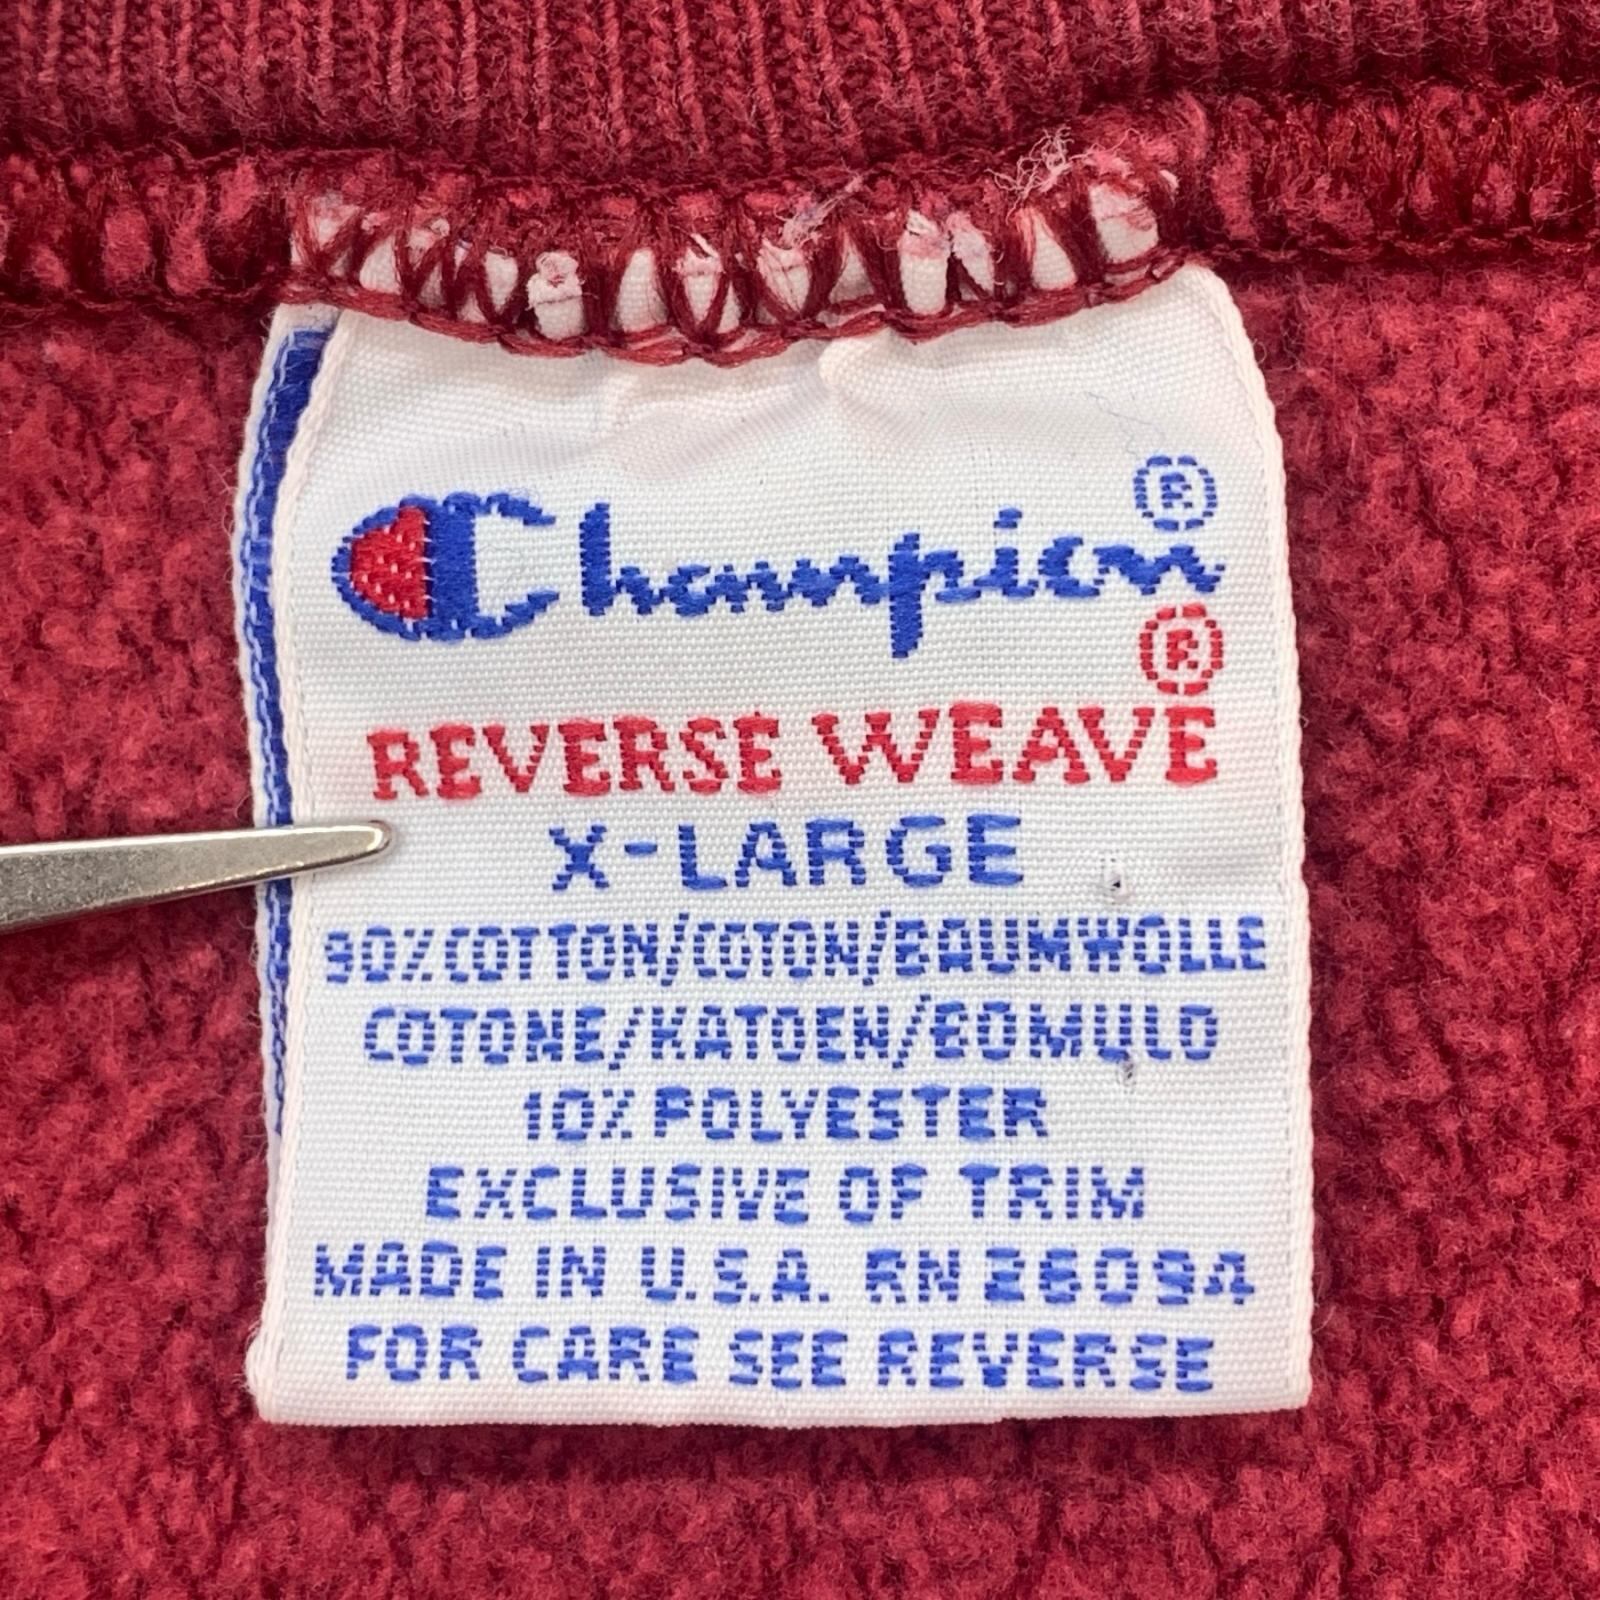 Champion®
®
REVERSE WEAVE
X-LARGE
90% COTTON/COTON/BAUMWOLLE
COTONE/KATOEN/BOMULD
10% POLYESTER
EXCLUSIVE OF TRIM
MADE IN U.S.A. RN 26094
FOR CARE SEE REVERSE